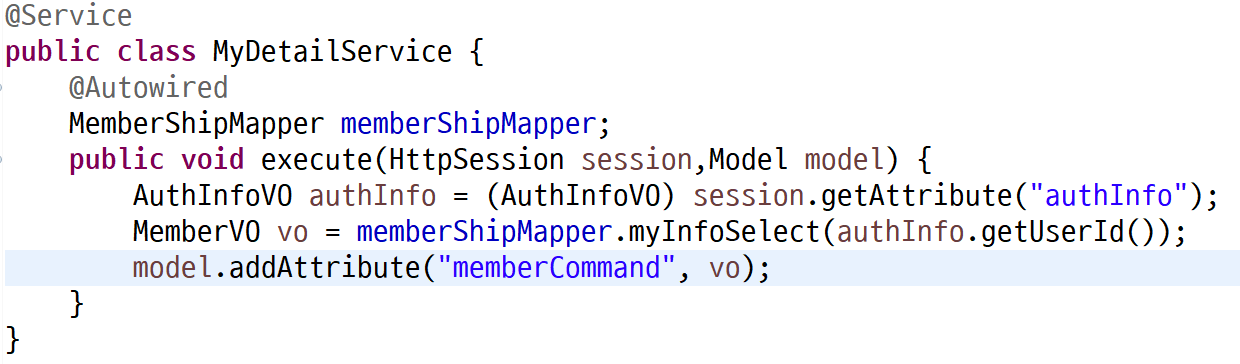 @Service
public class MyDetailService {
    @Autowired
    MemberShipMapper memberShipMapper;
    public void execute(HttpSession session,Model model) {
        AuthInfoVO authInfo = (AuthInfoVO) session.getAttribute("authInfo");
        MemberVO vo = memberShipMapper.myInfoSelect(authInfo.getUserId());
        model.addAttribute("memberCommand", vo);
    }
}